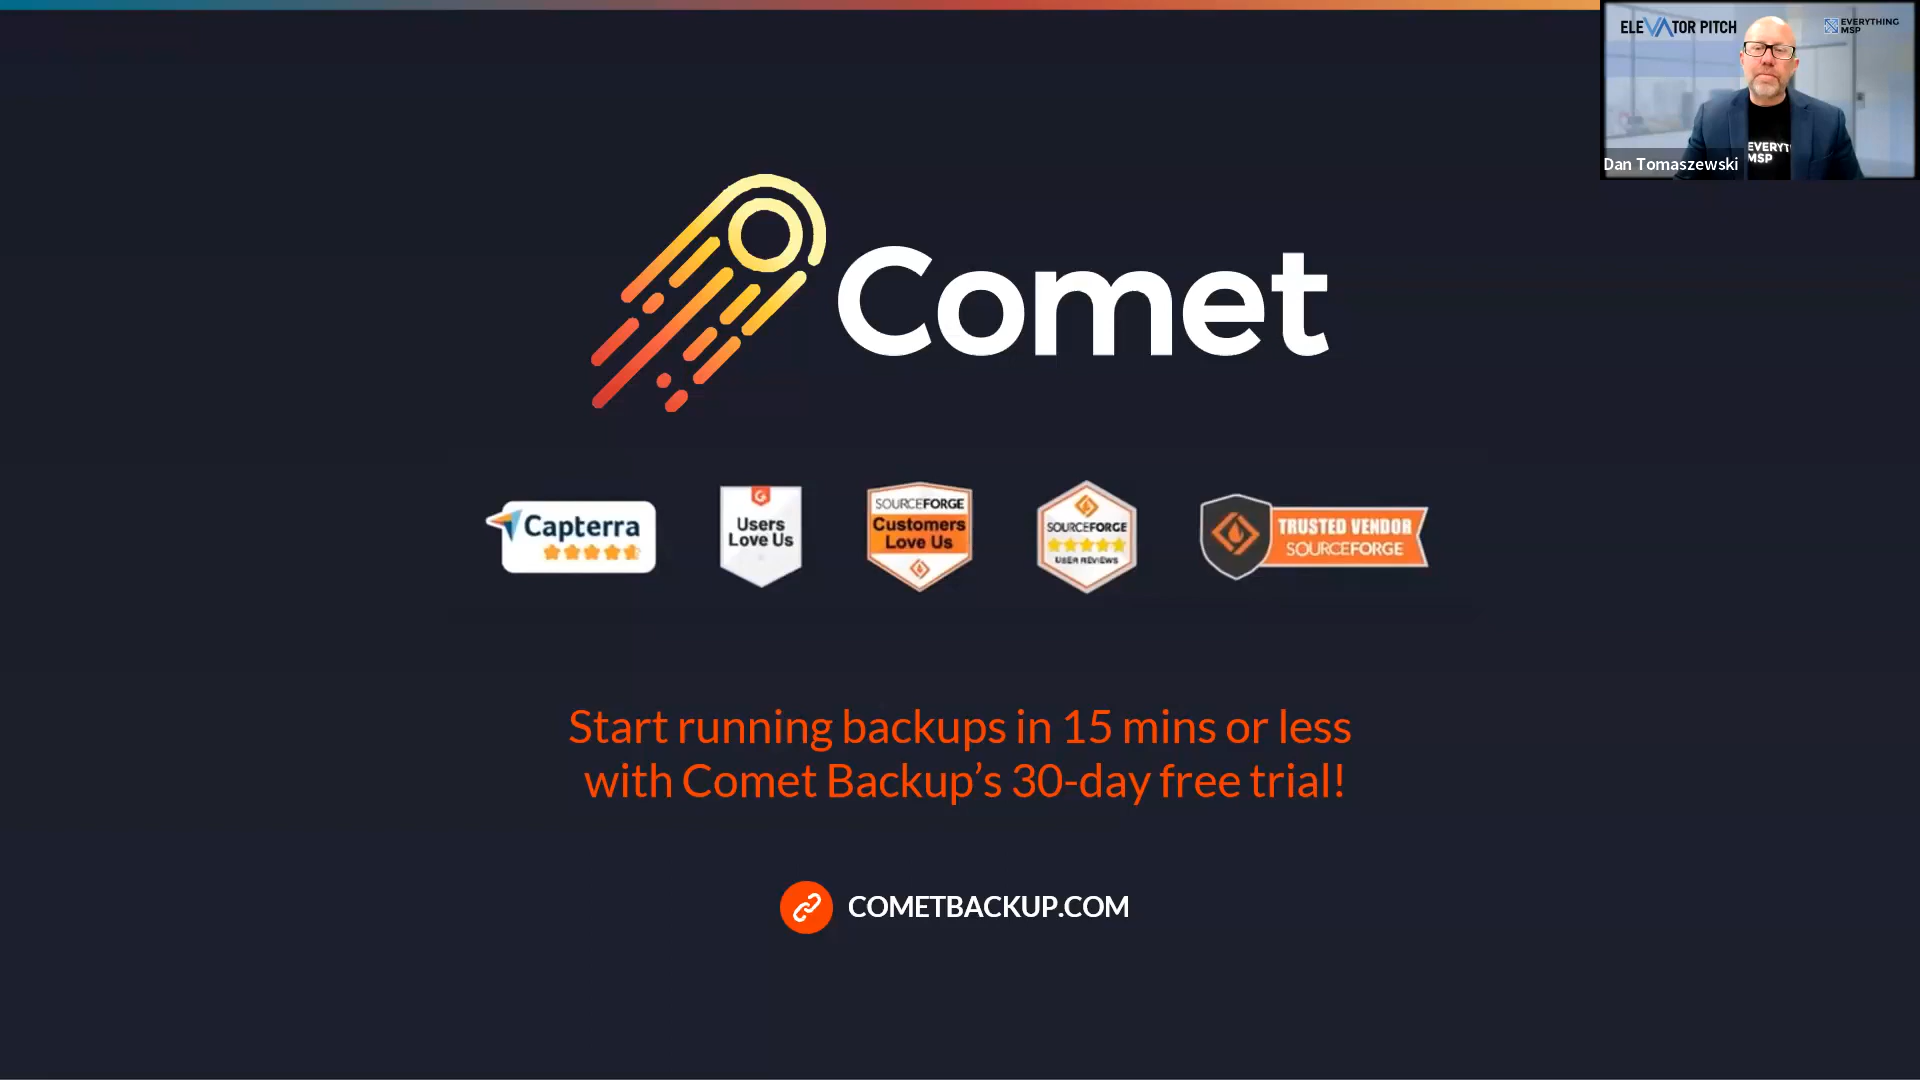 ELEVATOR PITCH
EVERYTHING
MSP
EVERYT
MSP
Dan Tomaszewski
Comet
Capterra
Users
Love Us
SOURCEFORGE
Customers
Love Us
SOURCEFORGE
USER REVIEWS
TRUSTED VENDOR
SOURCEFORGE
Start running backups in 15 mins or less
with Comet Backup’s 30-day free trial!
COMETBACKUP.COM